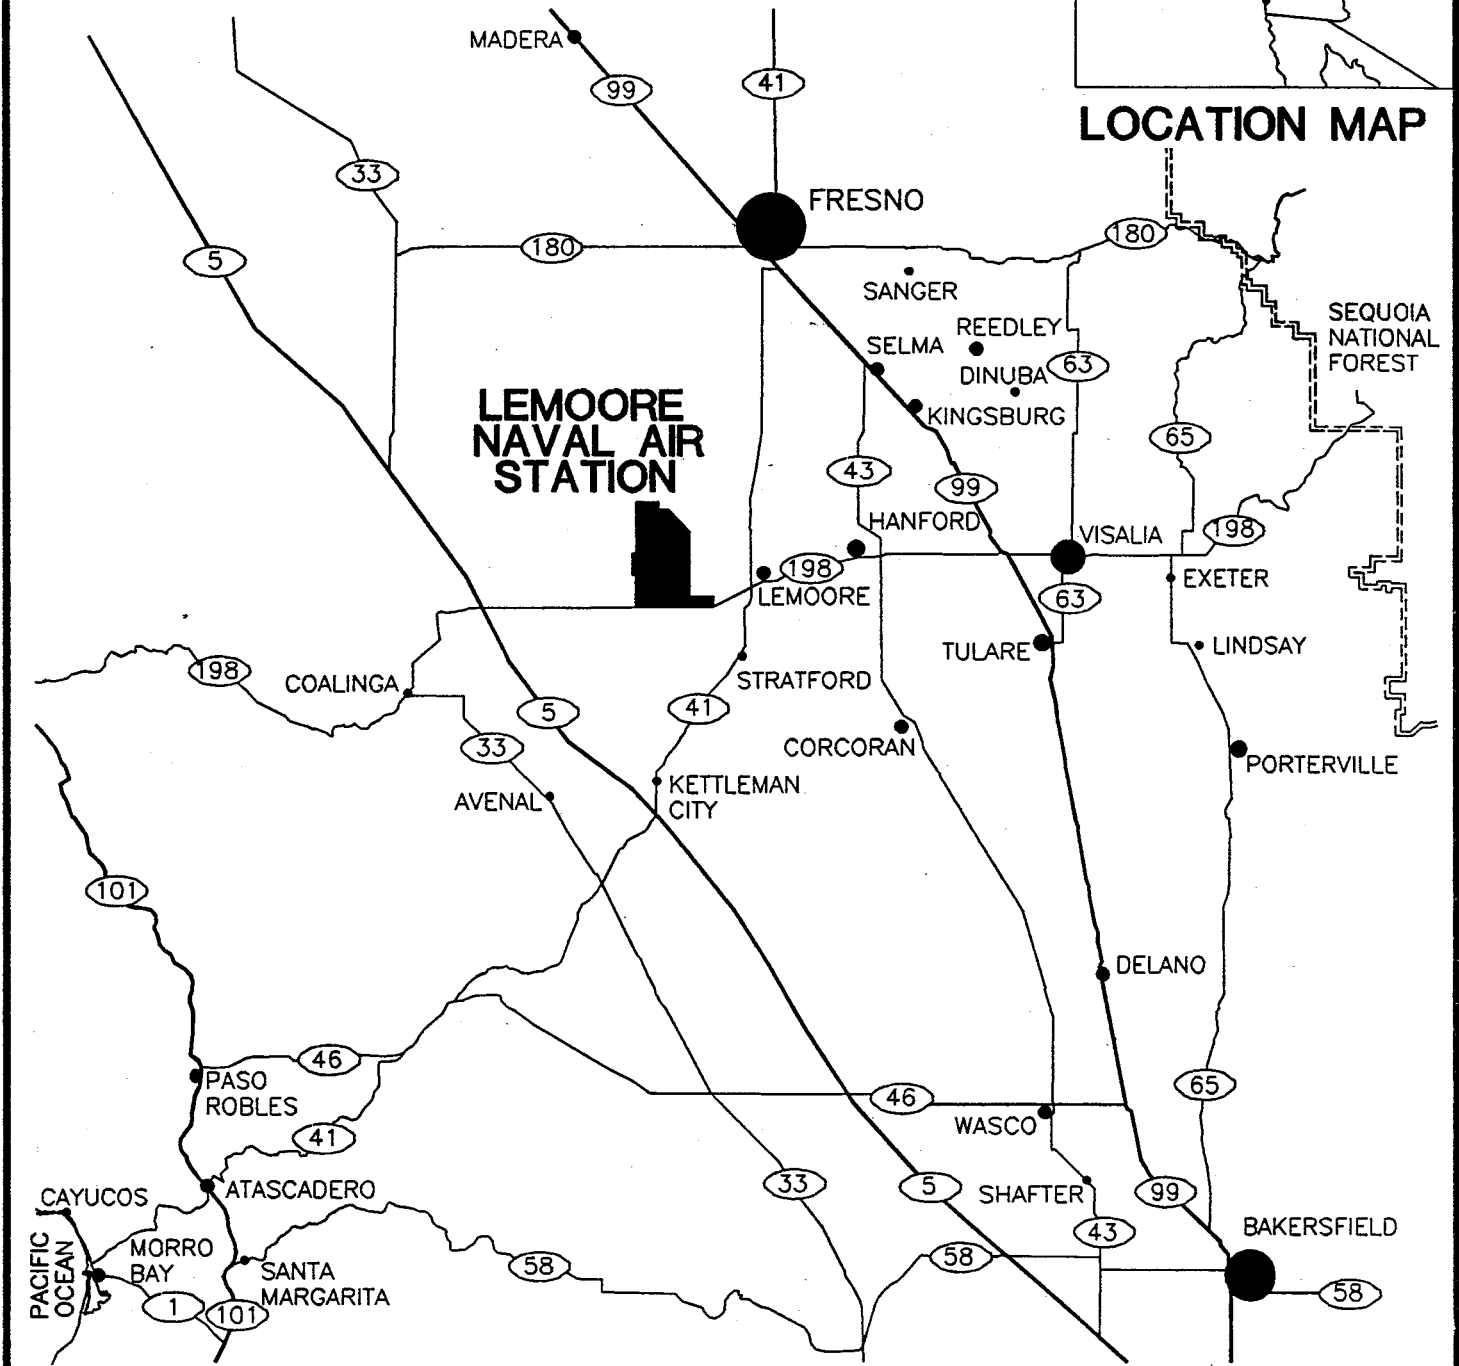 MADERA
99
41
LOCATION MAP
33
FRESNO
5
180
180
SANGER
SEQUOIA
NATIONAL
FOREST
REEDLEY
SELMA
63
DINUBA
KINGSBURG
LEMOORE
NAVAL AIR
STATION
65
43
99
HANFORD
VISALIA
198
198
LEMOORE
EXETER
63
TULARE
LINDSAY
198
COALINGA
STRATFORD
41
5
33
CORCORAN
PORTERVILLE
KETTLEMAN
CITY
AVENAL
101
DELANO
46
PASO
ROBLES
65
46
WASCO
41
ATASCADERO
33
5
SHAFTER
99
CAYUCOS
43
BAKERSFIELD
PACIFIC
OCEAN
MORRO
BAY
58
58
SANTA
MARGARITA
58
1
101